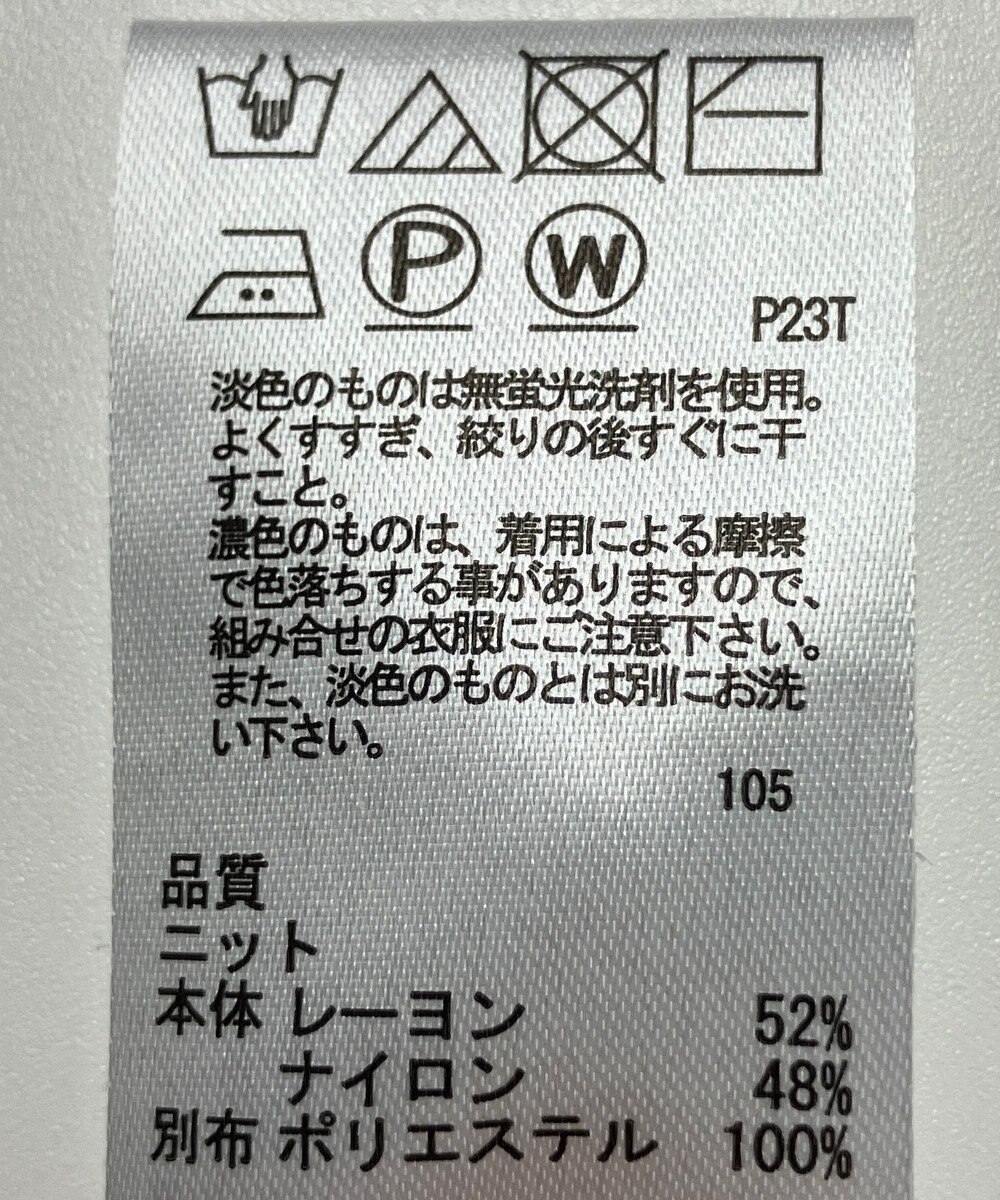 P W
P23T
淡色のものは無蛍光洗剤を使用。
よくすすぎ、絞りの後すぐに干
すこと。
濃色のものは、着用による摩擦
で色落ちする事がありますので、
組み合せの衣服にご注意下さい。
また、淡色のものとは別にお洗
い下さい。
105
品質
ニット
本体 レーヨン 52%
ナイロン 48%
別布 ポリエステル 100%